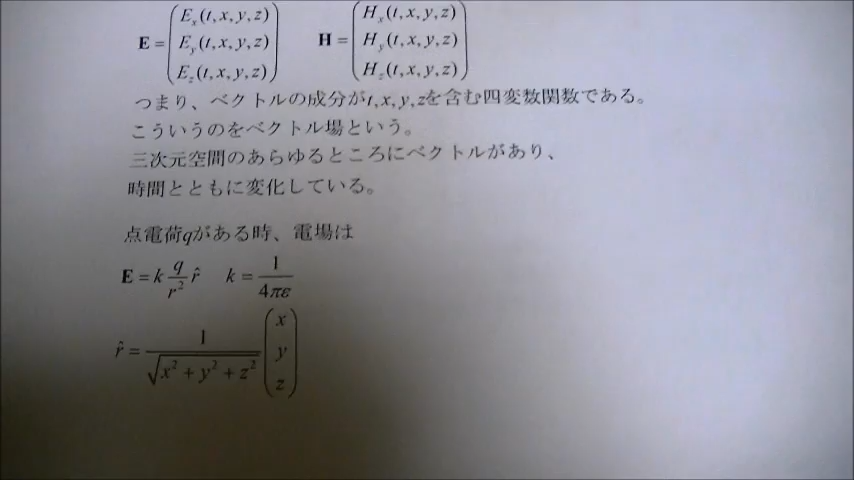 E = (E_x(t,x,y,z) E_y(t,x,y,z) E_z(t,x,y,z)) H = (H_x(t,x,y,z) H_y(t,x,y,z) H_z(t,x,y,z))
つまり、ベクトルの成分がt,x,y,zを含む四変数関数である。
こういうのをベクトル場という。
三次元空間のあらゆるところにベクトルがあり、
時間とともに変化している。
点電荷qがある時、電場は
E = k q/r² r̂ k = 1/4πε
r̂ = 1/√(x² + y² + z²) (x y z)